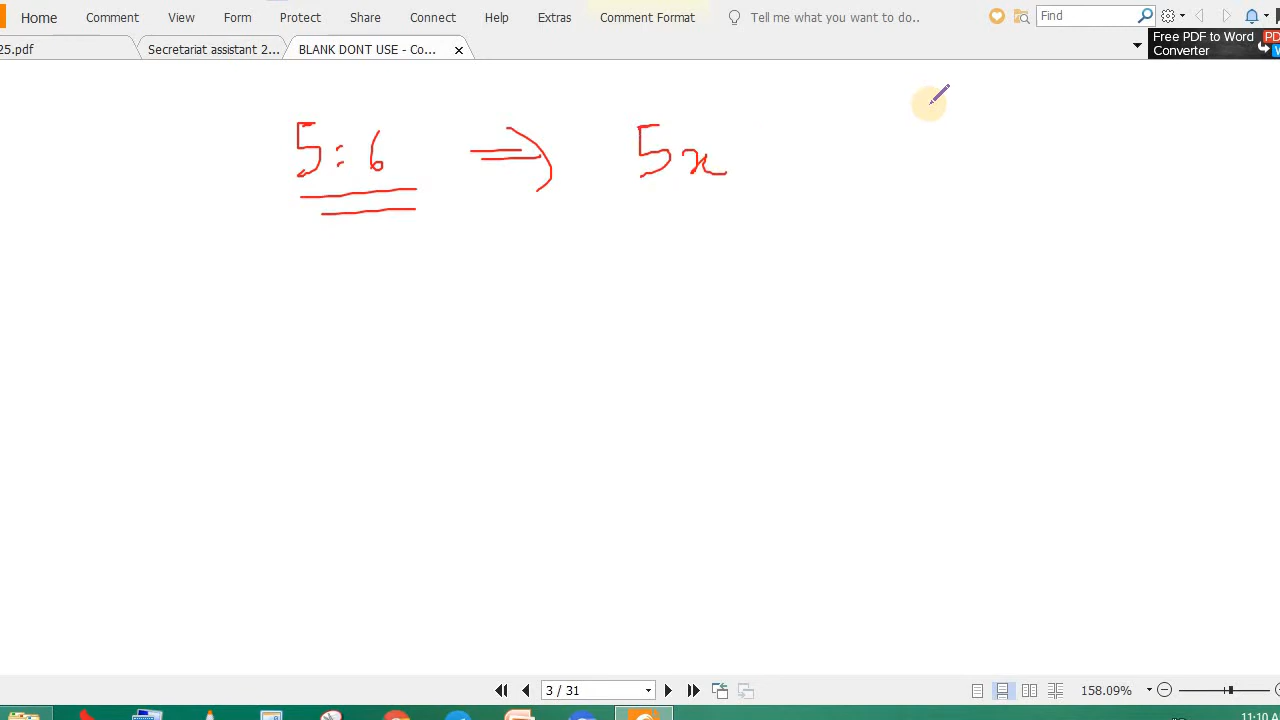 Home Comment View Form Protect Share Connect Help Extras Comment Format Tell me what you want to do.. Find
25.pdf Secretariat assistant 2... BLANK DONT USE - Co... Free PDF to Word
Converter
5:6 ⇒ 5x
3 / 31 158.09%
11:10 A